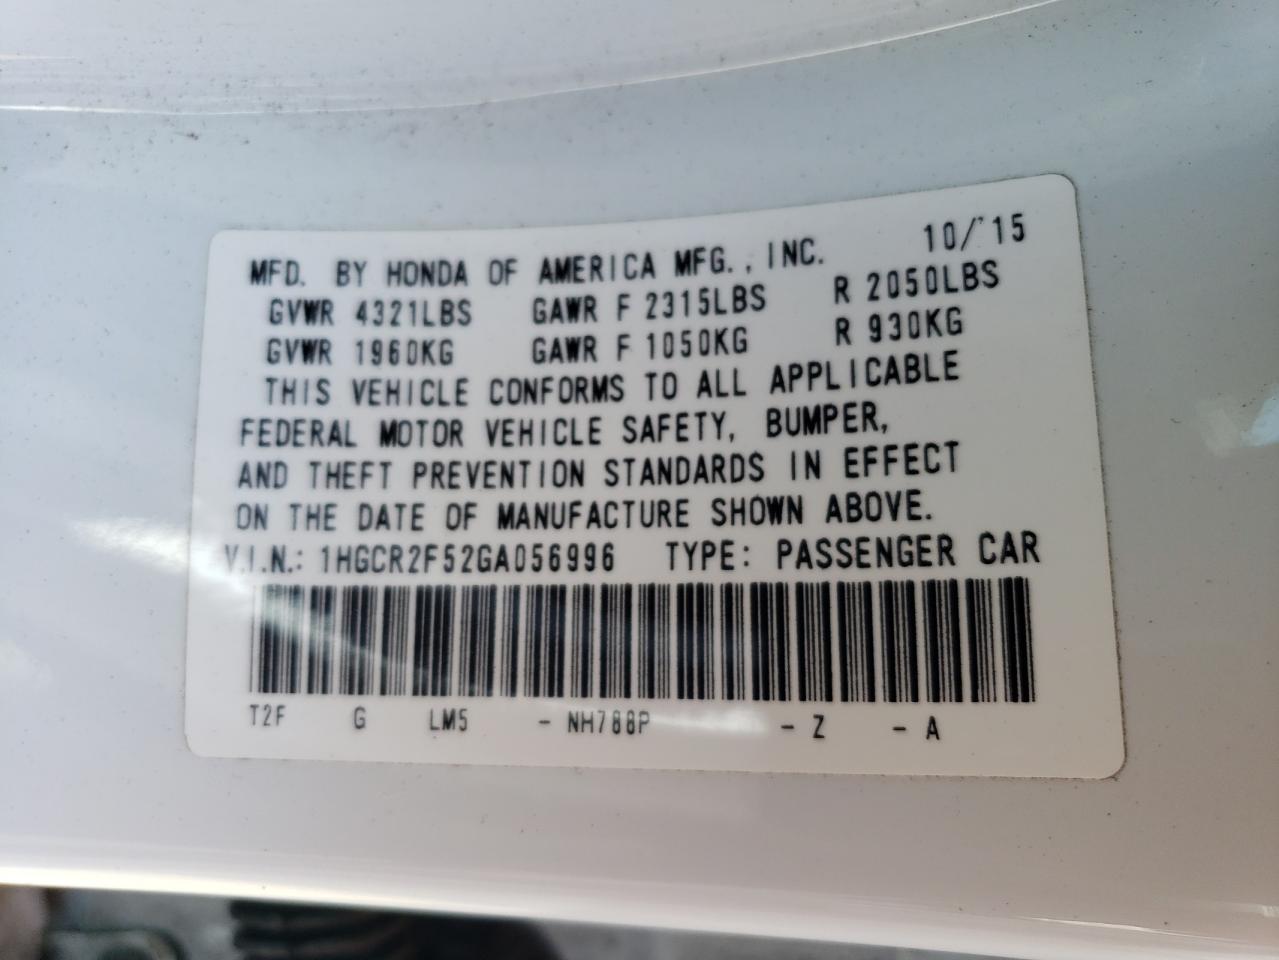 MFD. BY HONDA OF AMERICA MFG., INC. 10/'15
GVWR 4321LBS GAWR F 2315LBS R 2050LBS
GVWR 1960KG GAWR F 1050KG R 930KG
THIS VEHICLE CONFORMS TO ALL APPLICABLE
FEDERAL MOTOR VEHICLE SAFETY, BUMPER,
AND THEFT PREVENTION STANDARDS IN EFFECT
ON THE DATE OF MANUFACTURE SHOWN ABOVE.
V.I.N.: 1HGCR2F52GA056996 TYPE: PASSENGER CAR
T2F G LM5 - NH788P - Z - A